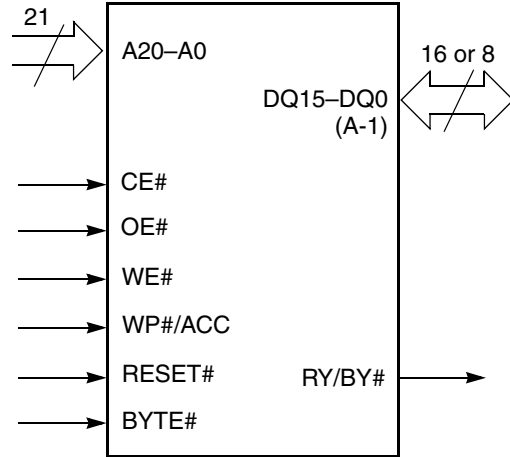 21
A20–A0
16 or 8
DQ15–DQ0
(A-1)
CE#
OE#
WE#
WP#/ACC
RESET#
RY/BY#
BYTE#